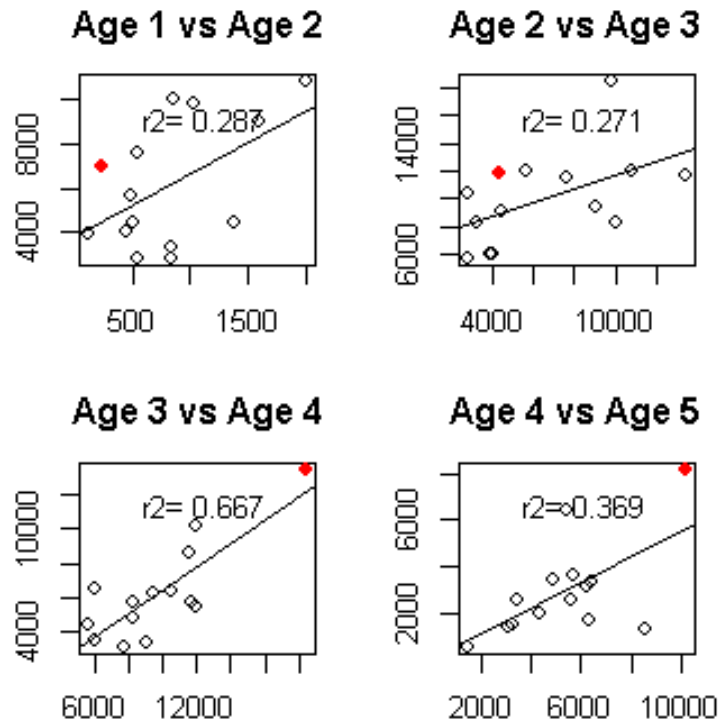 Age 1 vs Age 2
r2= 0.287
4000 8000
500 1500
Age 2 vs Age 3
r2= 0.271
6000 14000
4000 10000
Age 3 vs Age 4
r2= 0.667
4000 10000
6000 12000
Age 4 vs Age 5
r2= 0.369
2000 6000
2000 6000 10000